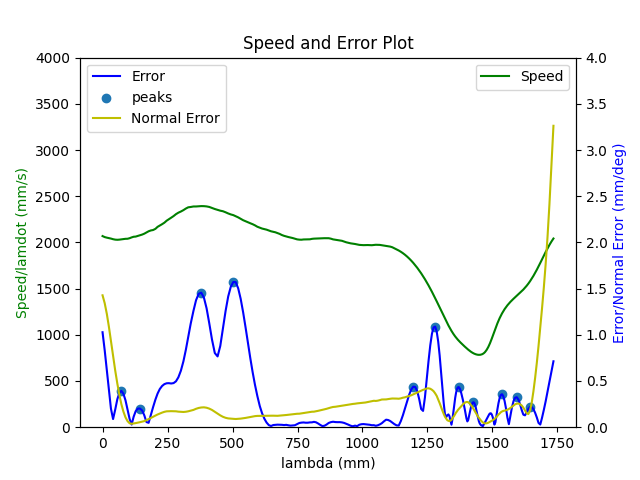 Speed and Error Plot
Error
peaks
Normal Error
Speed
4000
3500
3000
2500
2000
1500
1000
500
0
Speed/lamdot (mm/s)
4.0
3.5
3.0
2.5
2.0
1.5
1.0
0.5
0.0
Error/Normal Error (mm/deg)
0 250 500 750 1000 1250 1500 1750
lambda (mm)